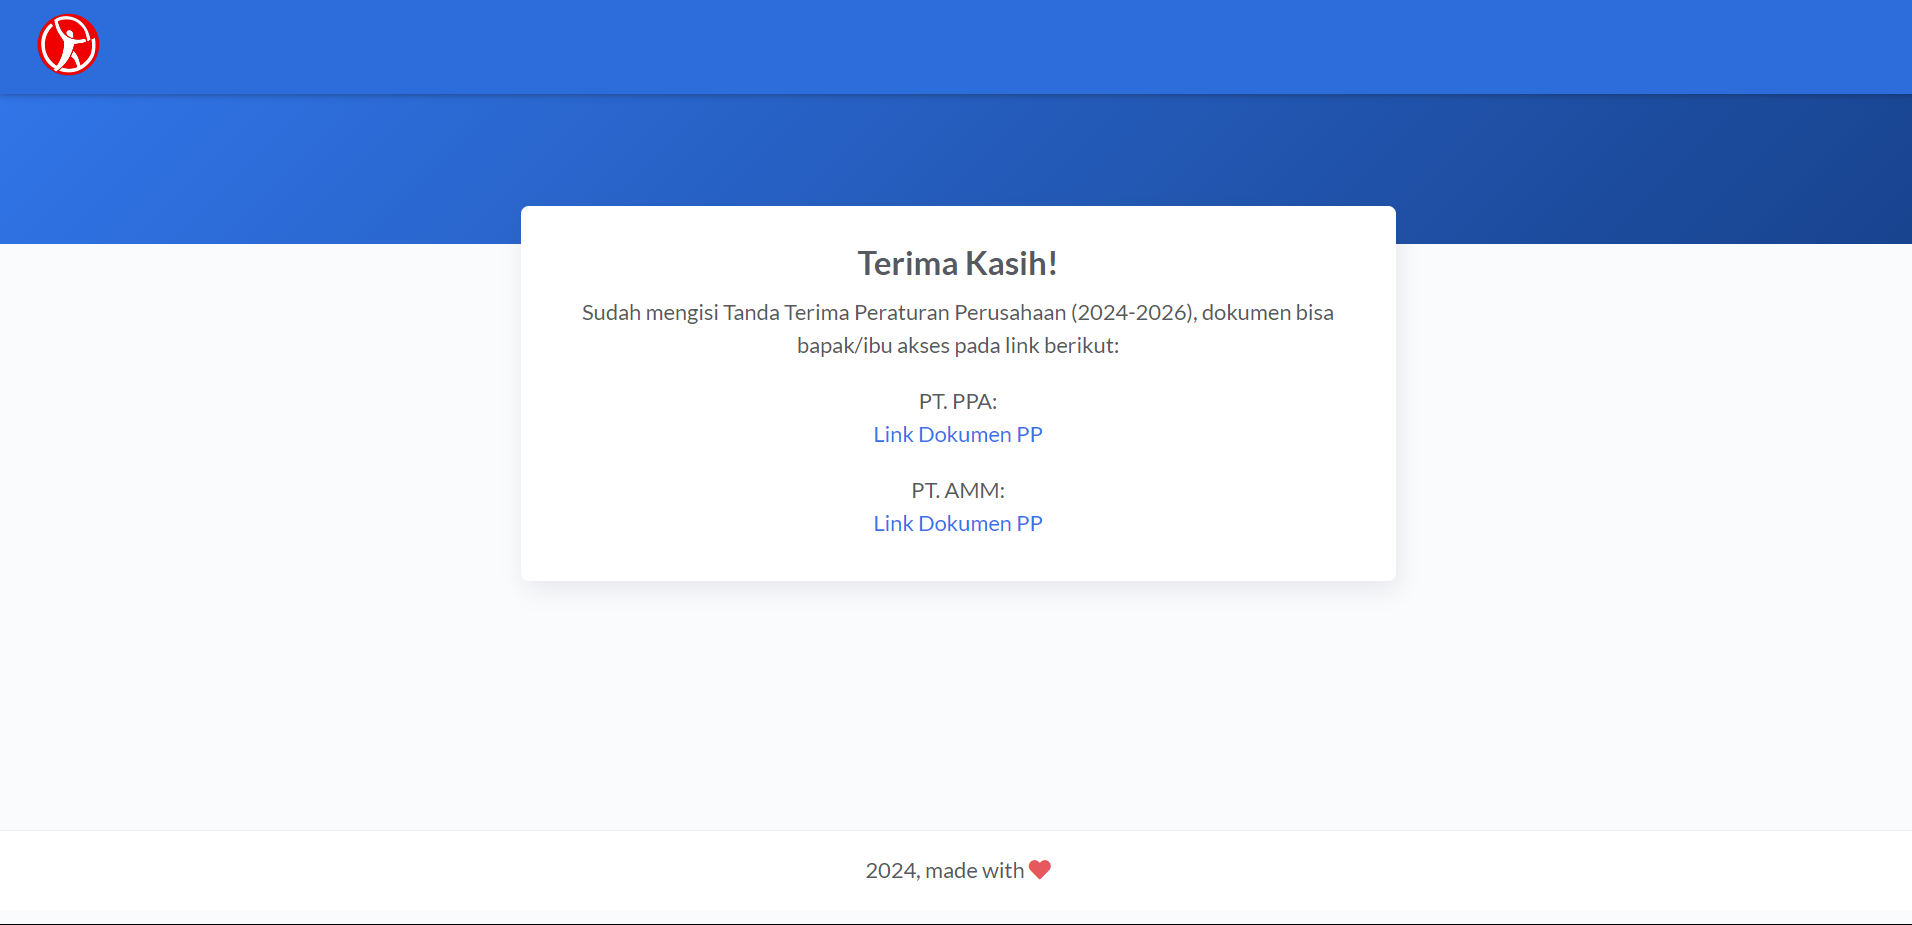 Terima Kasih!
Sudah mengisi Tanda Terima Peraturan Perusahaan (2024-2026), dokumen bisa
bapak/ibu akses pada link berikut:
PT. PPA:
Link Dokumen PP
PT. AMM:
Link Dokumen PP
2024, made with